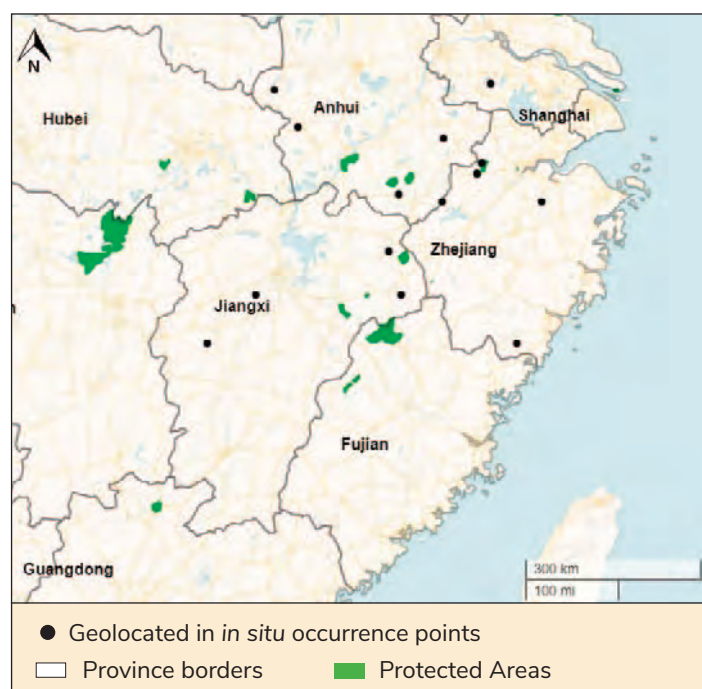 N
Hubei
Anhui
Shanghai
Zhejiang
Jiangxi
Fujian
Guangdong
300 km
100 mi
Geolocated in in situ occurrence points
Province borders
Protected Areas